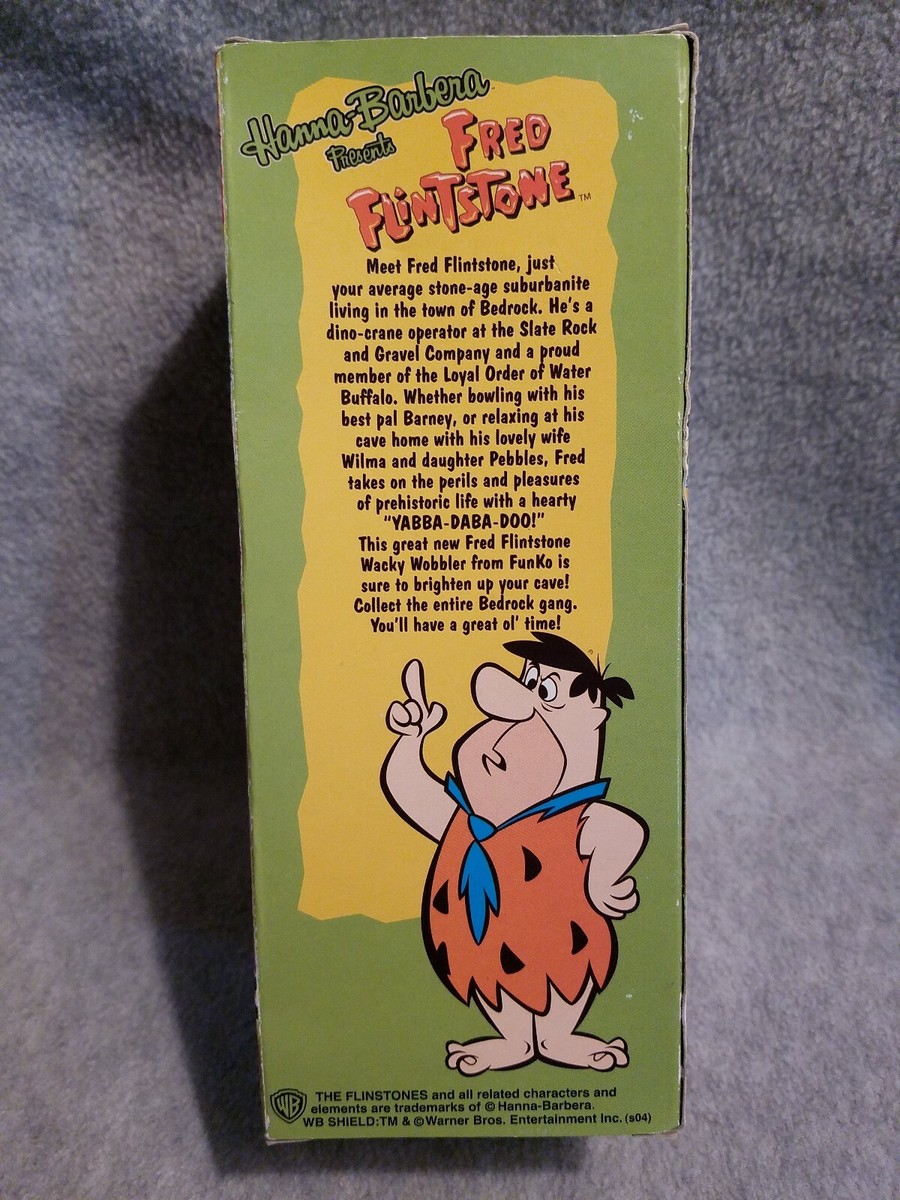 Hanna-Barbera
Presents
FRED
FLINTSTONE™
Meet Fred Flintstone, just
your average stone-age suburbanite
living in the town of Bedrock. He's a
dino-crane operator at the Slate Rock
and Gravel Company and a proud
member of the Loyal Order of Water
Buffalo. Whether bowling with his
best pal Barney, or relaxing at his
cave home with his lovely wife
Wilma and daughter Pebbles, Fred
takes on the perils and pleasures
of prehistoric life with a hearty
"YABBA-DABA-DOO!"
This great new Fred Flintstone
Wacky Wobbler from FunKo is
sure to brighten up your cave!
Collect the entire Bedrock gang.
You'll have a great ol' time!
WB
THE FLINSTONES and all related characters and
elements are trademarks of © Hanna-Barbera.
WB SHIELD:TM & ©Warner Bros. Entertainment Inc. (s04)